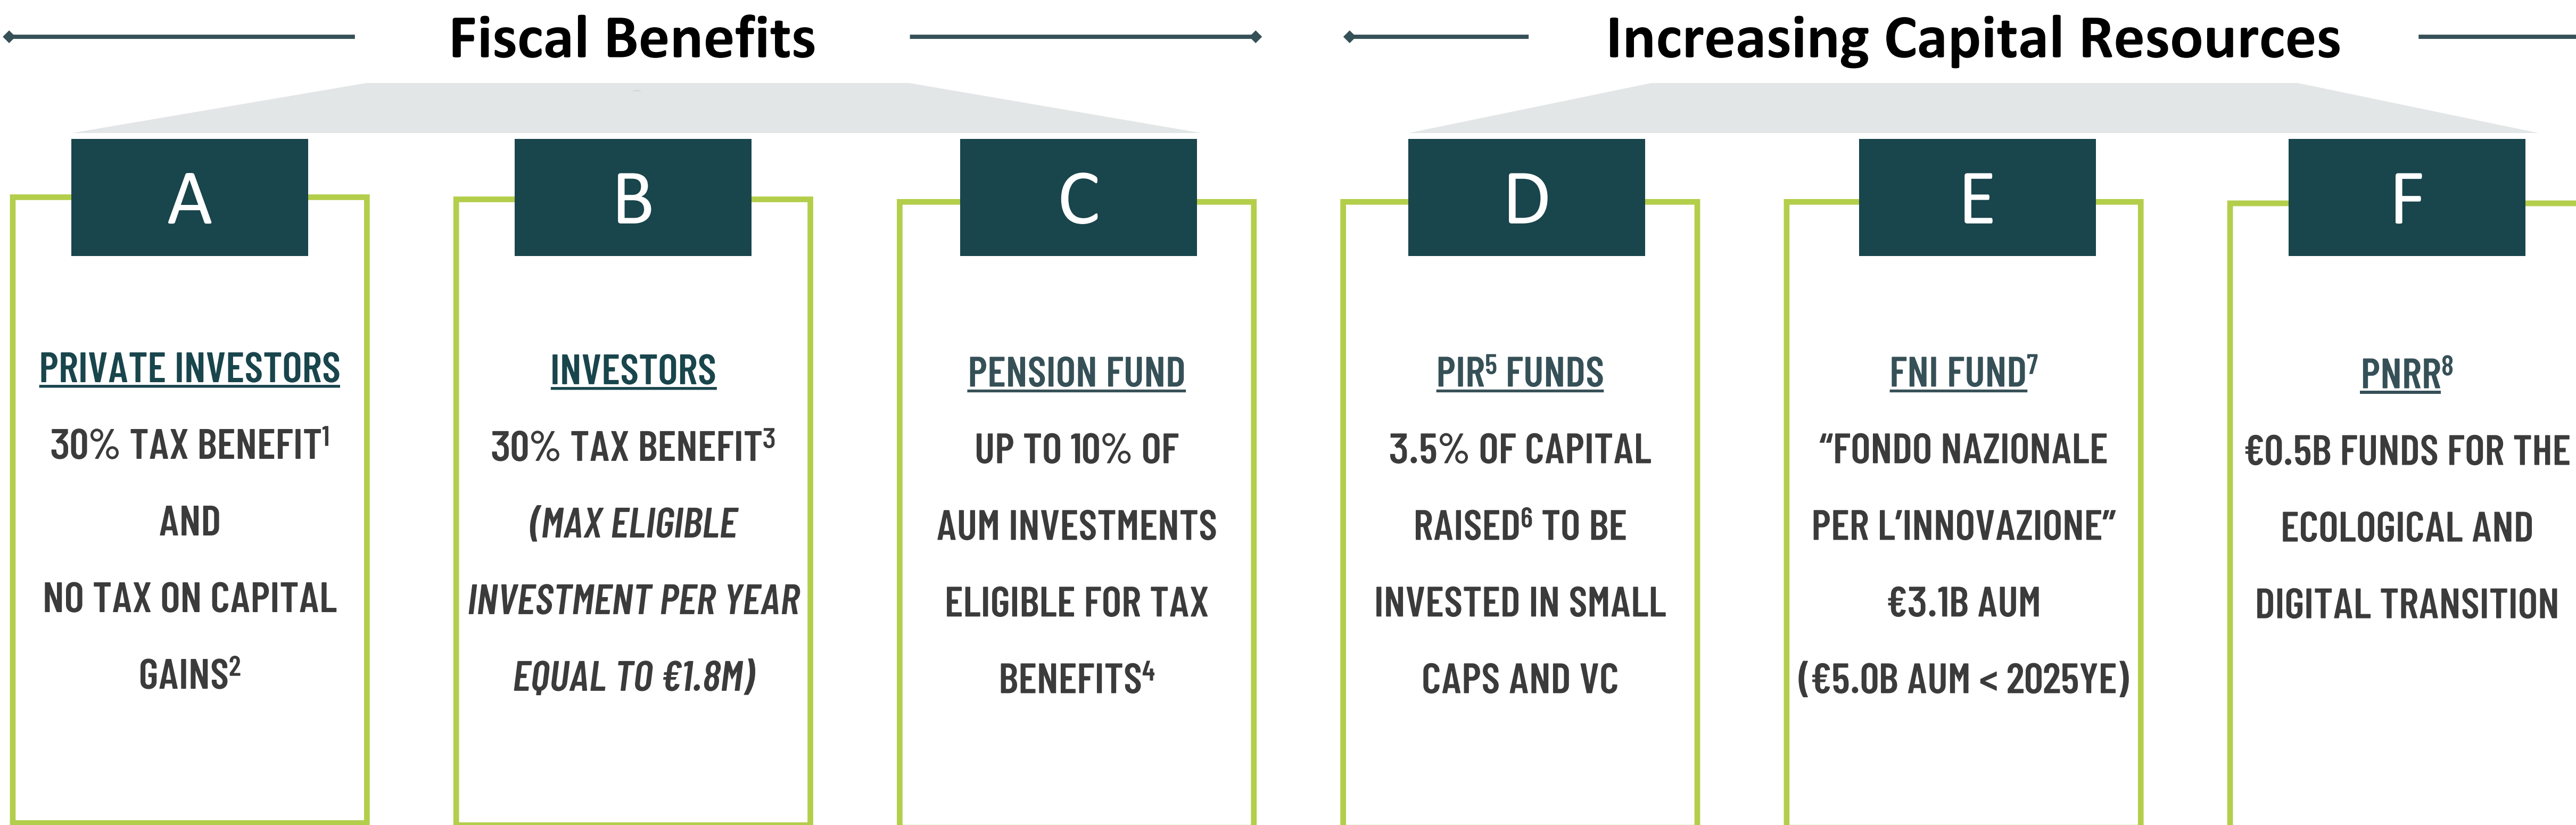 Fiscal Benefits
Increasing Capital Resources
A
PRIVATE INVESTORS
30% TAX BENEFIT¹
AND
NO TAX ON CAPITAL
GAINS²
B
INVESTORS
30% TAX BENEFIT³
(MAX ELIGIBLE
INVESTMENT PER YEAR
EQUAL TO €1.8M)
C
PENSION FUND
UP TO 10% OF
AUM INVESTMENTS
ELIGIBLE FOR TAX
BENEFITS⁴
D
PIR⁵ FUNDS
3.5% OF CAPITAL
RAISED⁶ TO BE
INVESTED IN SMALL
CAPS AND VC
E
FNI FUND⁷
“FONDO NAZIONALE
PER L’INNOVAZIONE”
€3.1B AUM
(€5.0B AUM < 2025YE)
F
PNRR⁸
€0.5B FUNDS FOR THE
ECOLOGICAL AND
DIGITAL TRANSITION